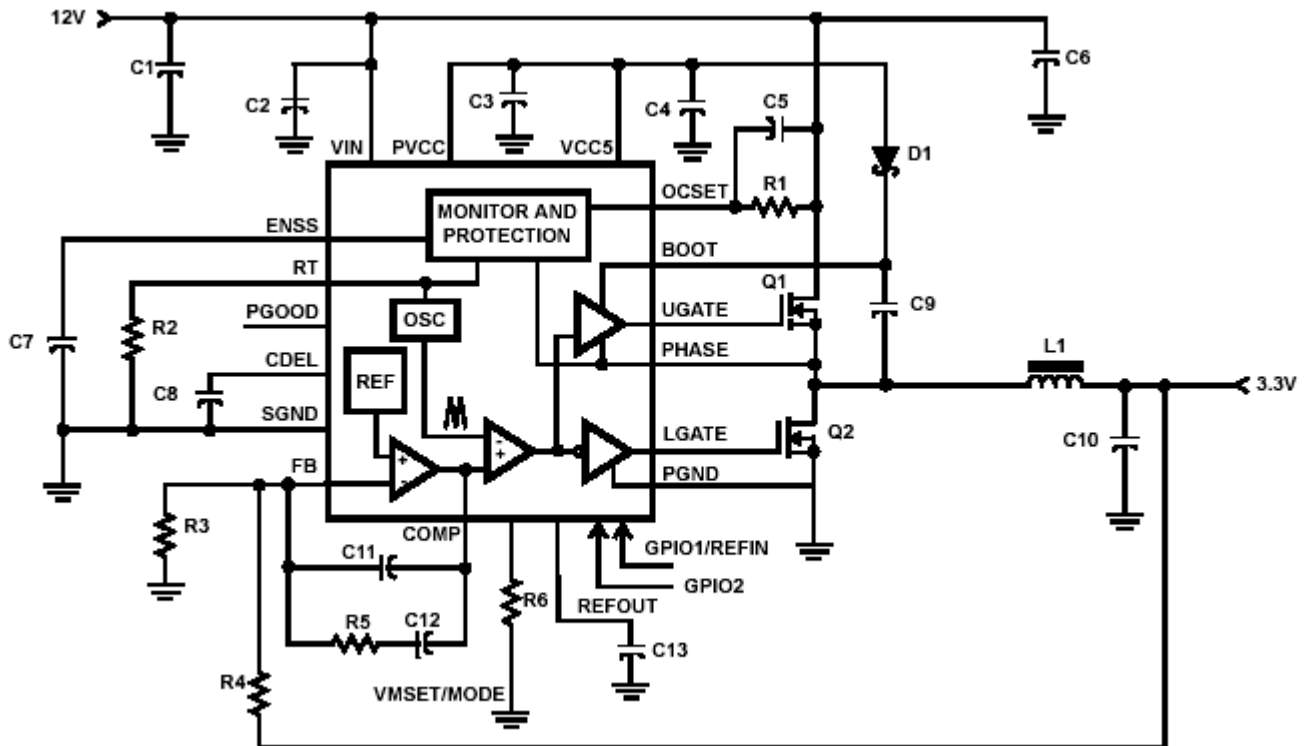 12V
C1
C2
C3
C4
C5
C6
VIN
PVCC
VCC5
D1
OCSET
R1
MONITOR AND
PROTECTION
ENSS
BOOT
RT
Q1
C9
PGOOD
OSC
UGATE
C7
R2
PHASE
L1
CDEL
REF
3.3V
C8
SGND
LGATE
Q2
C10
+
-
-
+
FB
PGND
R3
COMP
GPIO1/REFIN
C11
GPIO2
R6
REFOUT
R5
C12
C13
R4
VMSET/MODE